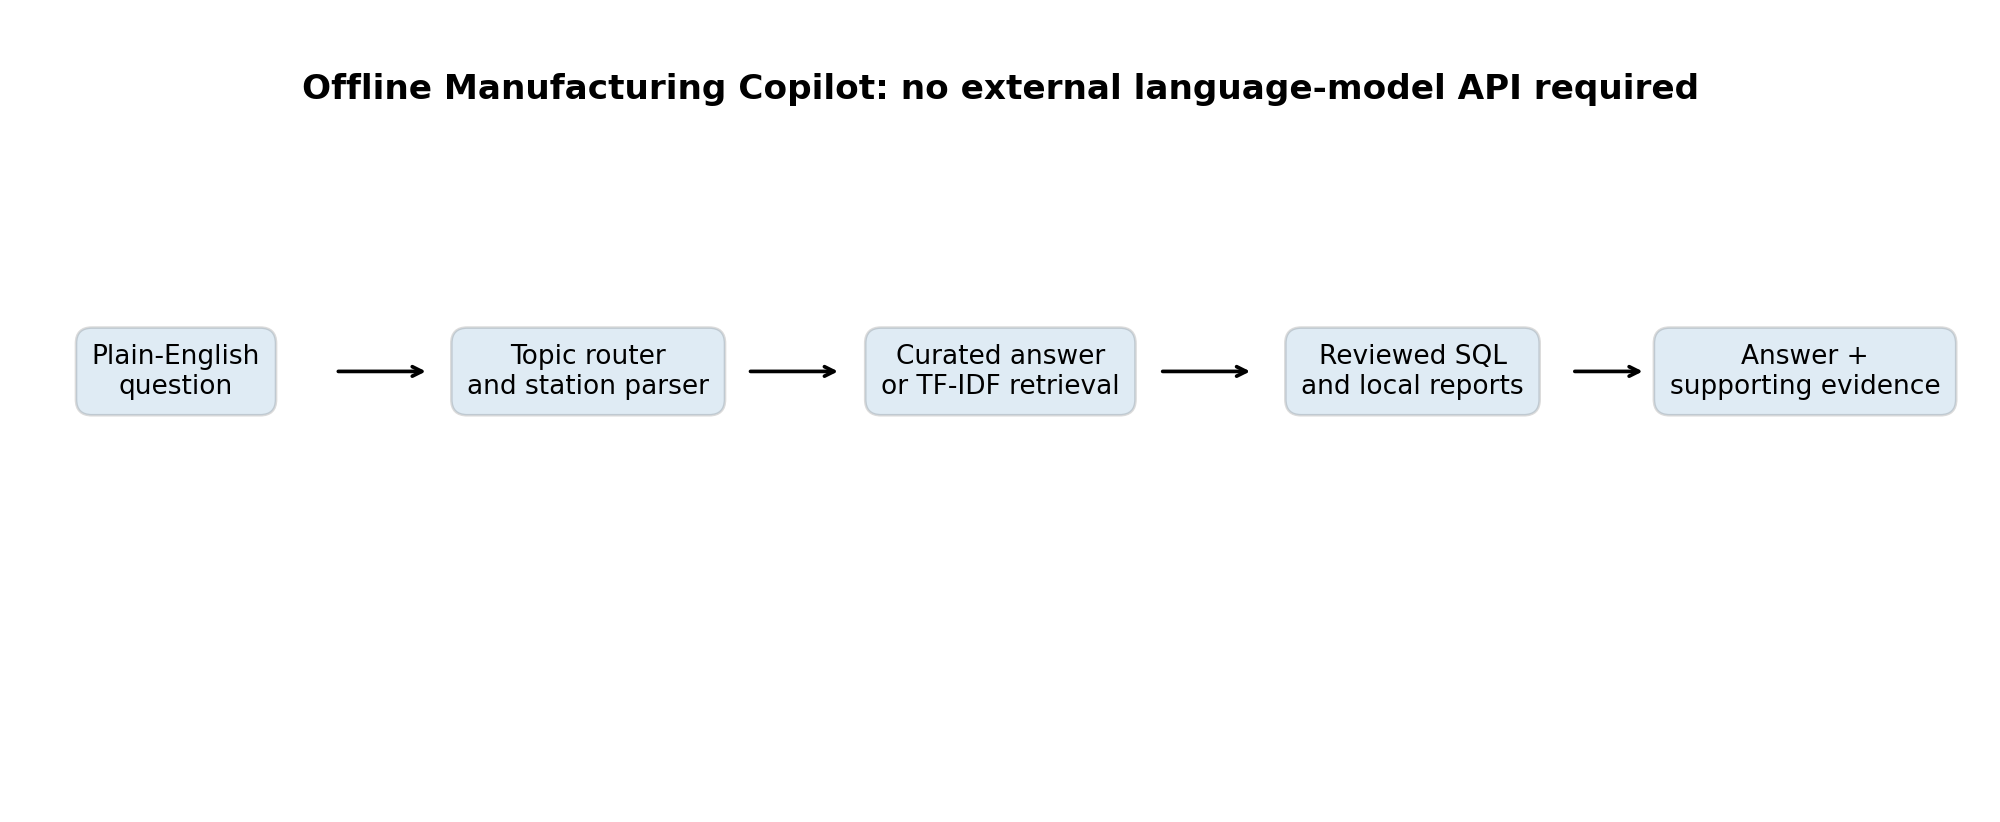 Offline Manufacturing Copilot: no external language-model API required
Plain-English
question
Topic router
and station parser
Curated answer
or TF-IDF retrieval
Reviewed SQL
and local reports
Answer +
supporting evidence